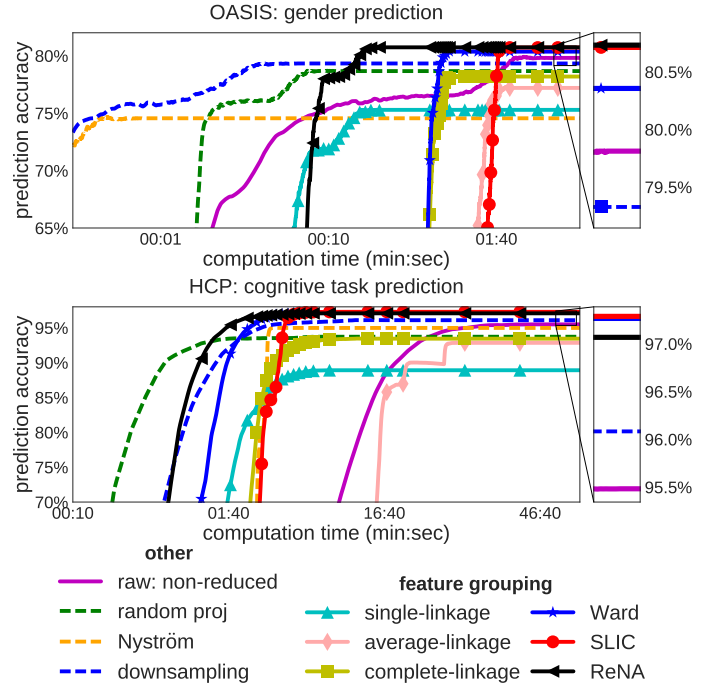 OASIS: gender prediction
prediction accuracy
80%
75%
70%
65%
00:01
00:10
01:40
computation time (min:sec)
80.5%
80.0%
79.5%
HCP: cognitive task prediction
prediction accuracy
95%
90%
85%
80%
75%
70%
00:10
01:40
16:40
46:40
computation time (min:sec)
97.0%
96.5%
96.0%
95.5%
other
raw: non-reduced
random proj
Nyström
downsampling
feature grouping
single-linkage
average-linkage
complete-linkage
Ward
SLIC
ReNA